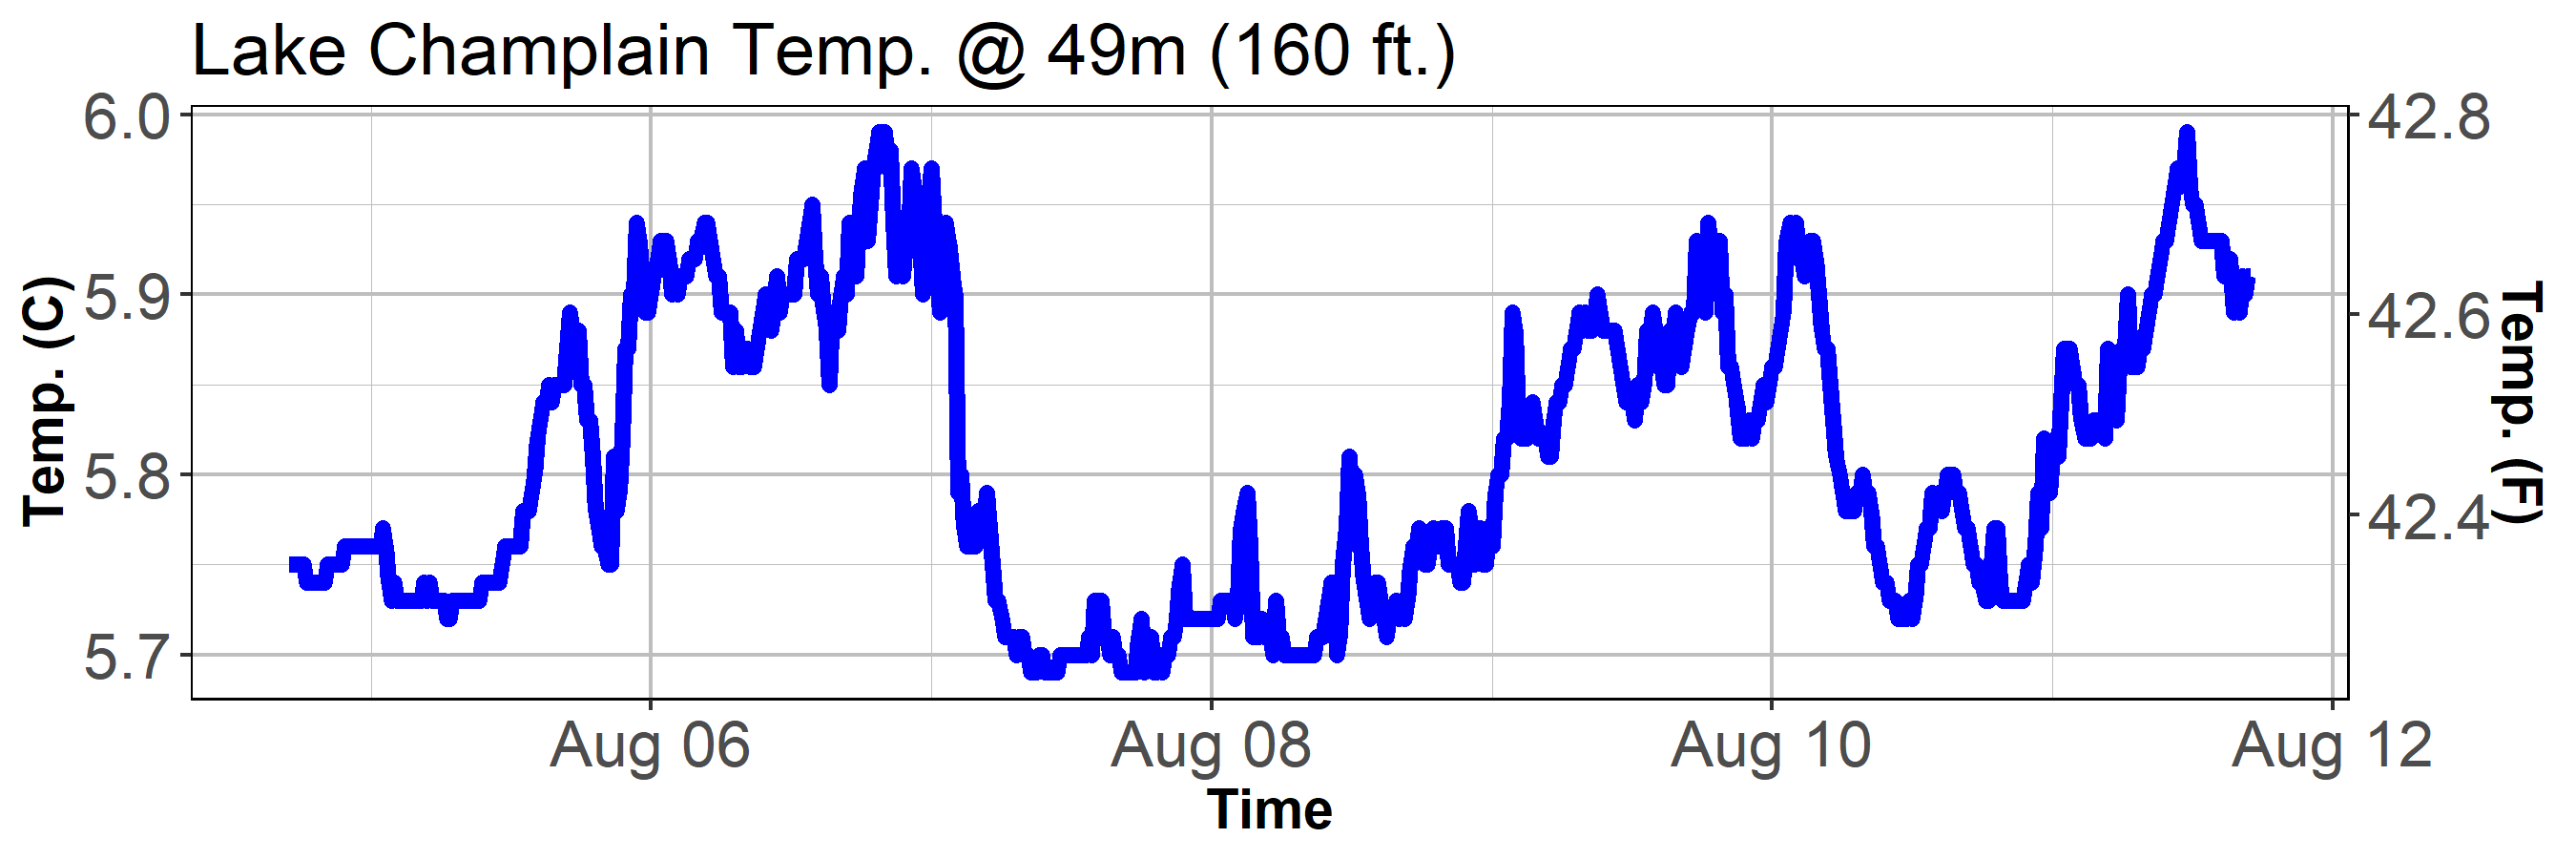 Lake Champlain Temp. @ 49m (160 ft.)
6.0
5.9
5.8
5.7
Temp. (C)
42.8
42.6
42.4
Temp. (F)
Aug 06
Aug 08
Aug 10
Aug 12
Time